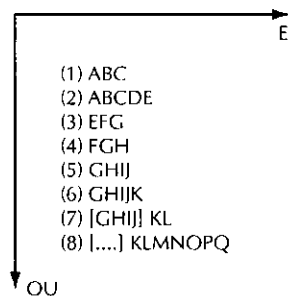 E
(1) ABC
(2) ABCDE
(3) EFG
(4) FGH
(5) GHIJ
(6) GHIJK
(7) [GHIJ] KL
(8) [....] KLMNOPQ
OU